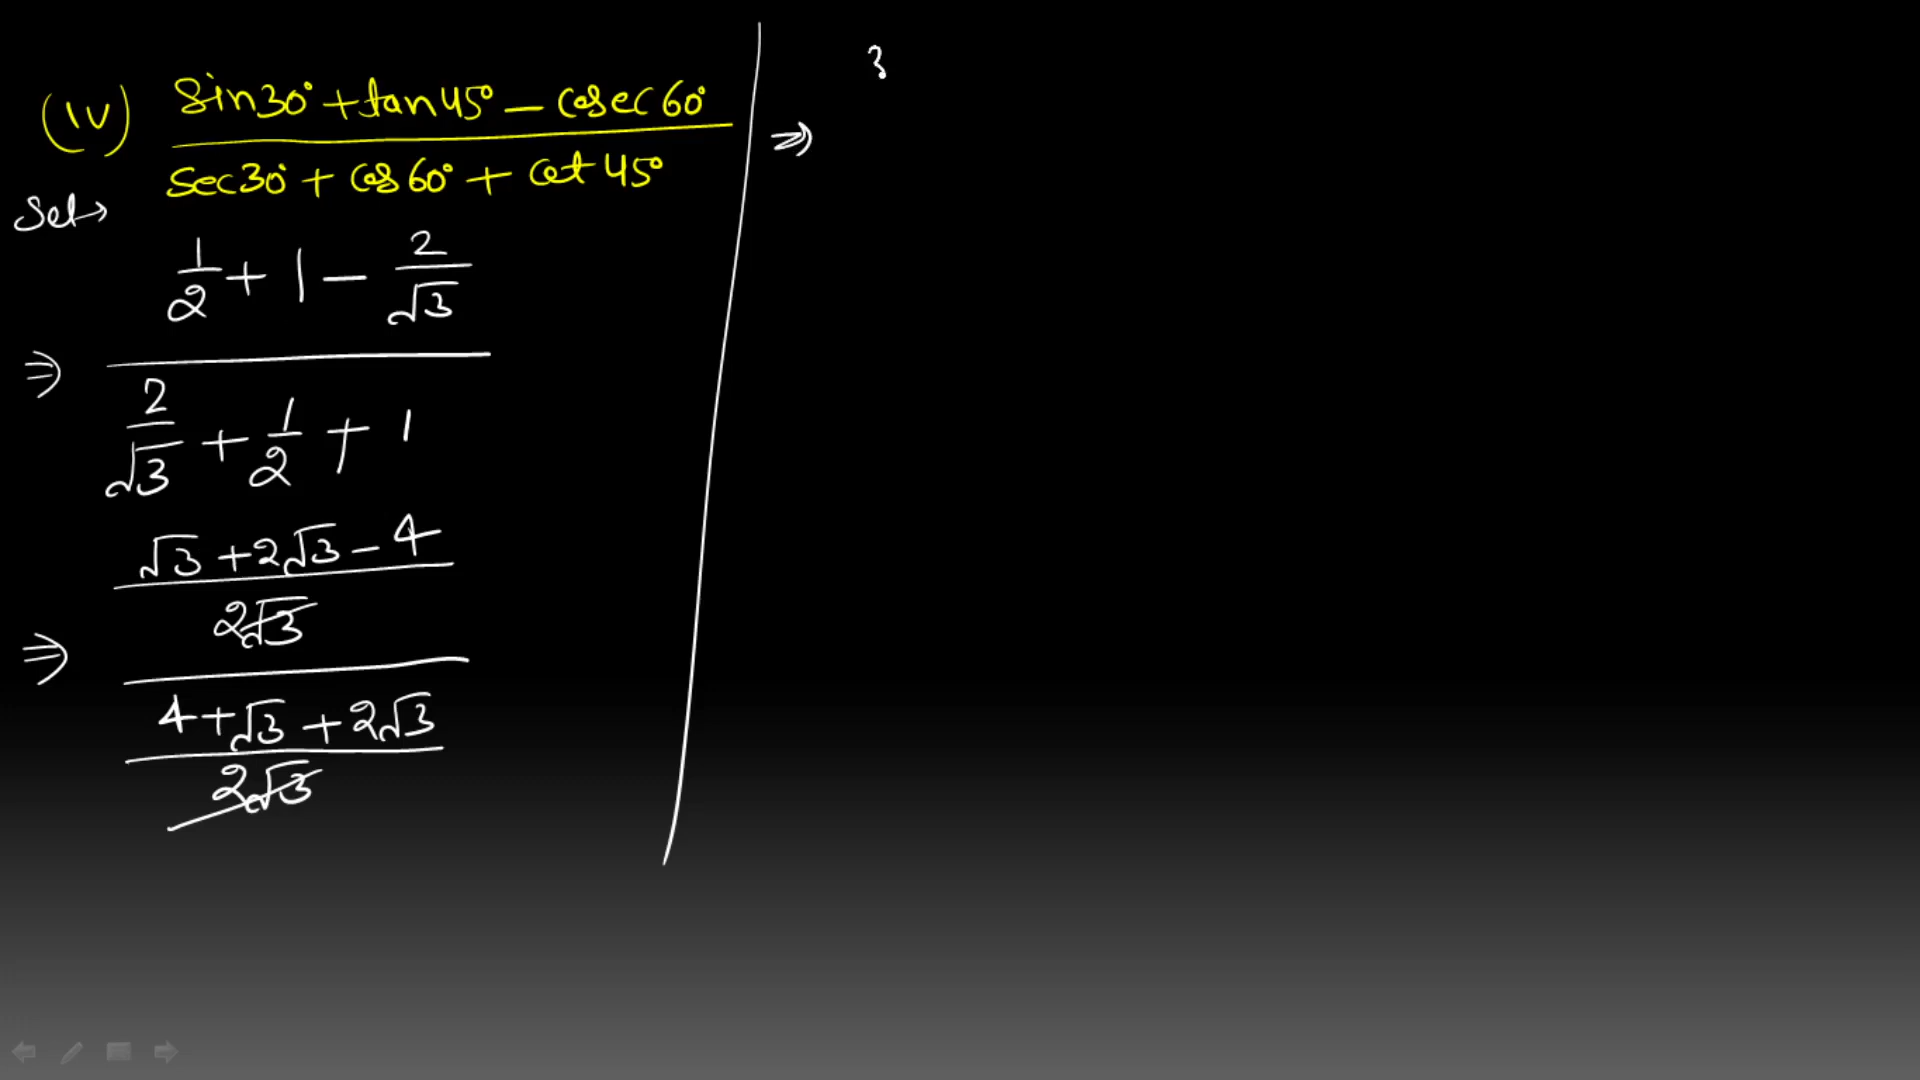 (iv) sin30° + tan45° − cosec60°
sec30° + cos60° + cot45°
Sol→
1/2 + 1 − 2/√3
⇒
2/√3 + 1/2 + 1
√3 + 2√3 − 4
2√3
⇒
4 + √3 + 2√3
2√3
3
⇒